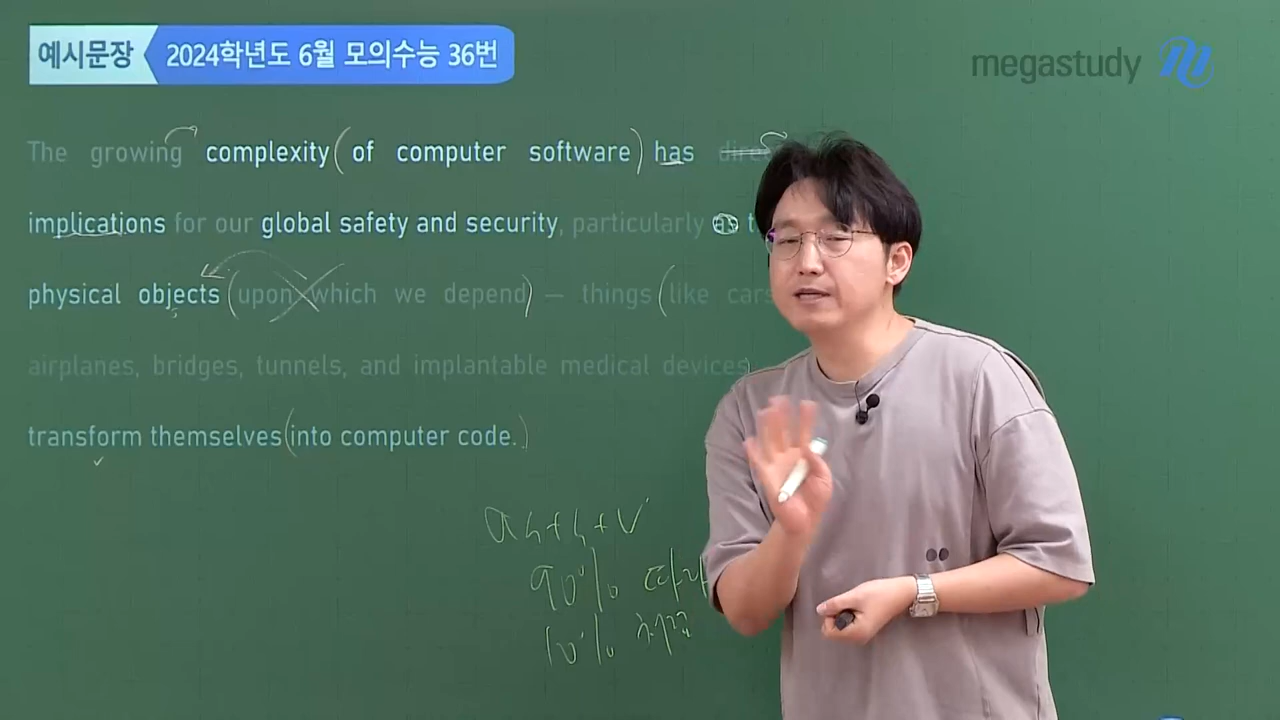 예시문장
2024학년도 6월 모의수능 36번
megastudy
The growing complexity (of computer software) has
implications for our global safety and security, particularly as
physical objects (upon which we depend) – things (like cars
airplanes, bridges, tunnels, and implantable medical devices)
transform themselves (into computer code.)
as + s + V
90%
10%